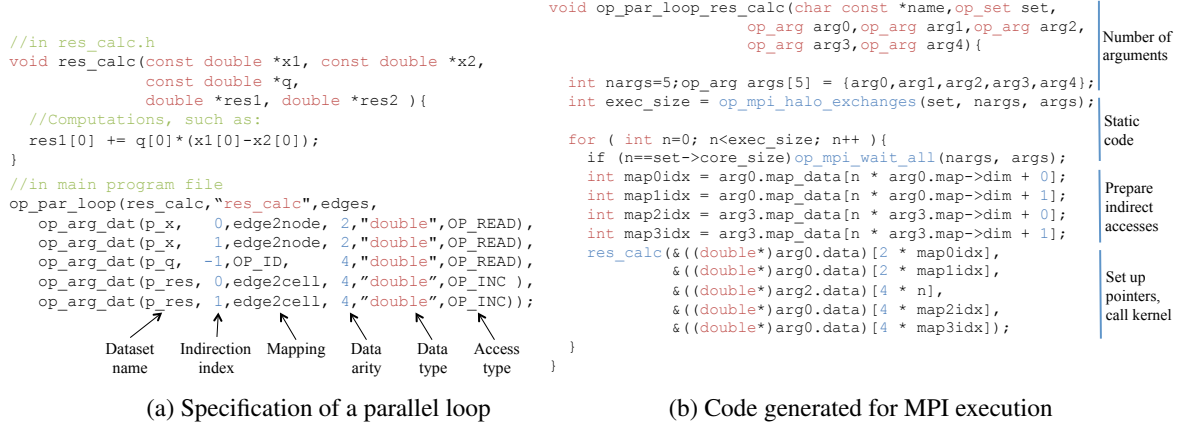 //in res_calc.h
void res_calc(const double *x1, const double *x2,
const double *q,
double *res1, double *res2 ){
//Computations, such as:
res1[0] += q[0]*(x1[0]-x2[0]);
}
//in main program file
op_par_loop(res_calc,“res_calc",edges,
op_arg_dat(p_x, 0,edge2node, 2,"double",OP_READ),
op_arg_dat(p_x, 1,edge2node, 2,"double",OP_READ),
op_arg_dat(p_q, -1,OP_ID, 4,"double",OP_READ),
op_arg_dat(p_res, 0,edge2cell, 4,”double”,OP_INC ),
op_arg_dat(p_res, 1,edge2cell, 4,”double”,OP_INC));
Dataset name
Indirection index
Mapping
Data arity
Data type
Access type
(a) Specification of a parallel loop
void op_par_loop_res_calc(char const *name,op_set set,
op_arg arg0,op_arg arg1,op_arg arg2,
op_arg arg3,op_arg arg4){
int nargs=5;op_arg args[5] = {arg0,arg1,arg2,arg3,arg4};
int exec_size = op_mpi_halo_exchanges(set, nargs, args);
for ( int n=0; n<exec_size; n++ ){
if (n==set->core_size)op_mpi_wait_all(nargs, args);
int map0idx = arg0.map_data[n * arg0.map->dim + 0];
int map1idx = arg0.map_data[n * arg0.map->dim + 1];
int map2idx = arg3.map_data[n * arg3.map->dim + 0];
int map3idx = arg3.map_data[n * arg3.map->dim + 1];
res_calc(&((double*)arg0.data)[2 * map0idx],
&((double*)arg0.data)[2 * map1idx],
&((double*)arg2.data)[4 * n],
&((double*)arg0.data)[4 * map2idx],
&((double*)arg0.data)[4 * map3idx]);
}
}
Number of
arguments
Static
code
Prepare
indirect
accesses
Set up
pointers,
call kernel
(b) Code generated for MPI execution